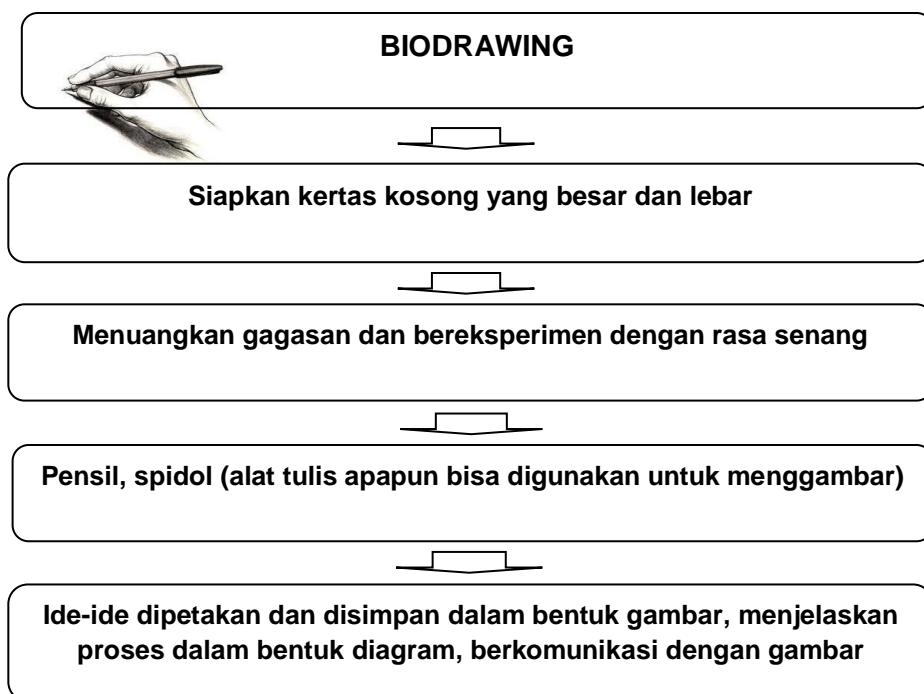 BIODRAWING
Siapkan kertas kosong yang besar dan lebar
Menuangkan gagasan dan bereksperimen dengan rasa senang
Pensil, spidol (alat tulis apapun bisa digunakan untuk menggambar)
Ide-ide dipetakan dan disimpan dalam bentuk gambar, menjelaskan
proses dalam bentuk diagram, berkomunikasi dengan gambar